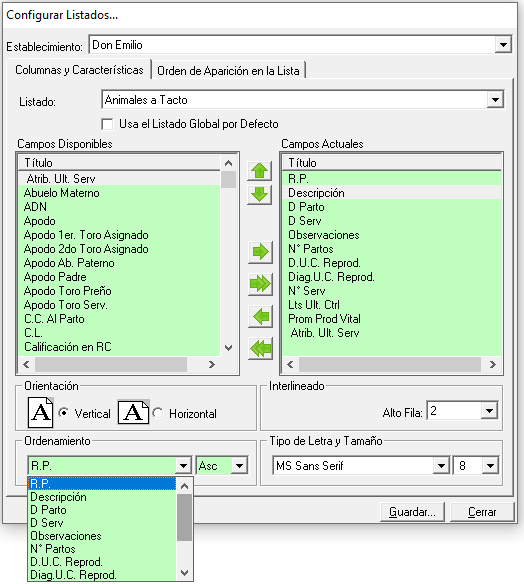 Configurar Listados...
Establecimiento: Don Emilio
Columnas y Características Orden de Aparición en la Lista
Listado: Animales a Tacto
Usa el Listado Global por Defecto
Campos Disponibles
Título
Atrib. Ult. Serv
Abuelo Materno
ADN
Apodo
Apodo 1er. Toro Asignado
Apodo 2do Toro Asignado
Apodo Ab. Paterno
Apodo Padre
Apodo Toro Preño
Apodo Toro Serv.
C.C. Al Parto
C.L.
Calificación en RC
Campos Actuales
Título
R.P.
Descripción
D Parto
D Serv
Observaciones
N° Partos
D.U.C. Reprod.
Diag.U.C. Reprod.
N° Serv
Lts Ult. Ctrl
Prom Prod Vital
Atrib. Ult. Serv
Orientación
A Vertical A Horizontal
Interlineado
Alto Fila: 2
Ordenamiento
R.P. Asc
R.P.
Descripción
D Parto
D Serv
Observaciones
N° Partos
D.U.C. Reprod.
Diag.U.C. Reprod.
Tipo de Letra y Tamaño
MS Sans Serif 8
Guardar... Cerrar